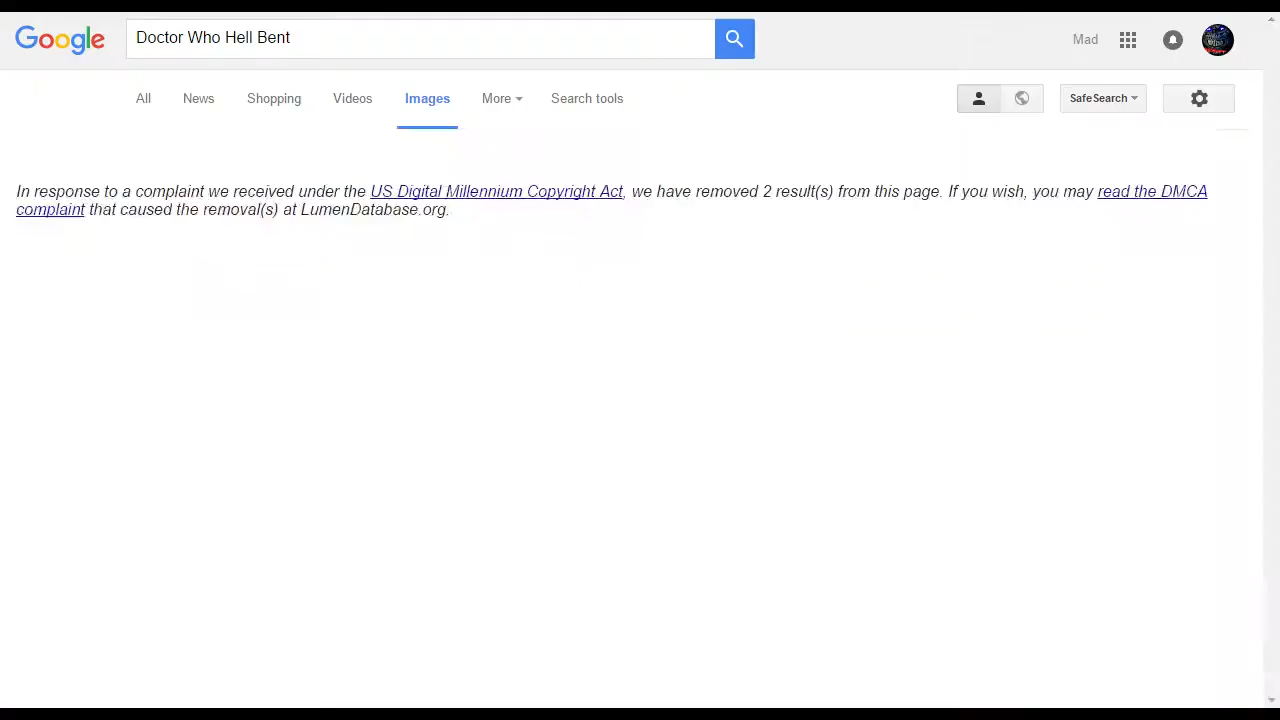 Google Doctor Who Hell Bent Mad
All News Shopping Videos Images More Search tools SafeSearch
In response to a complaint we received under the US Digital Millennium Copyright Act, we have removed 2 result(s) from this page. If you wish, you may read the DMCA
complaint that caused the removal(s) at LumenDatabase.org.